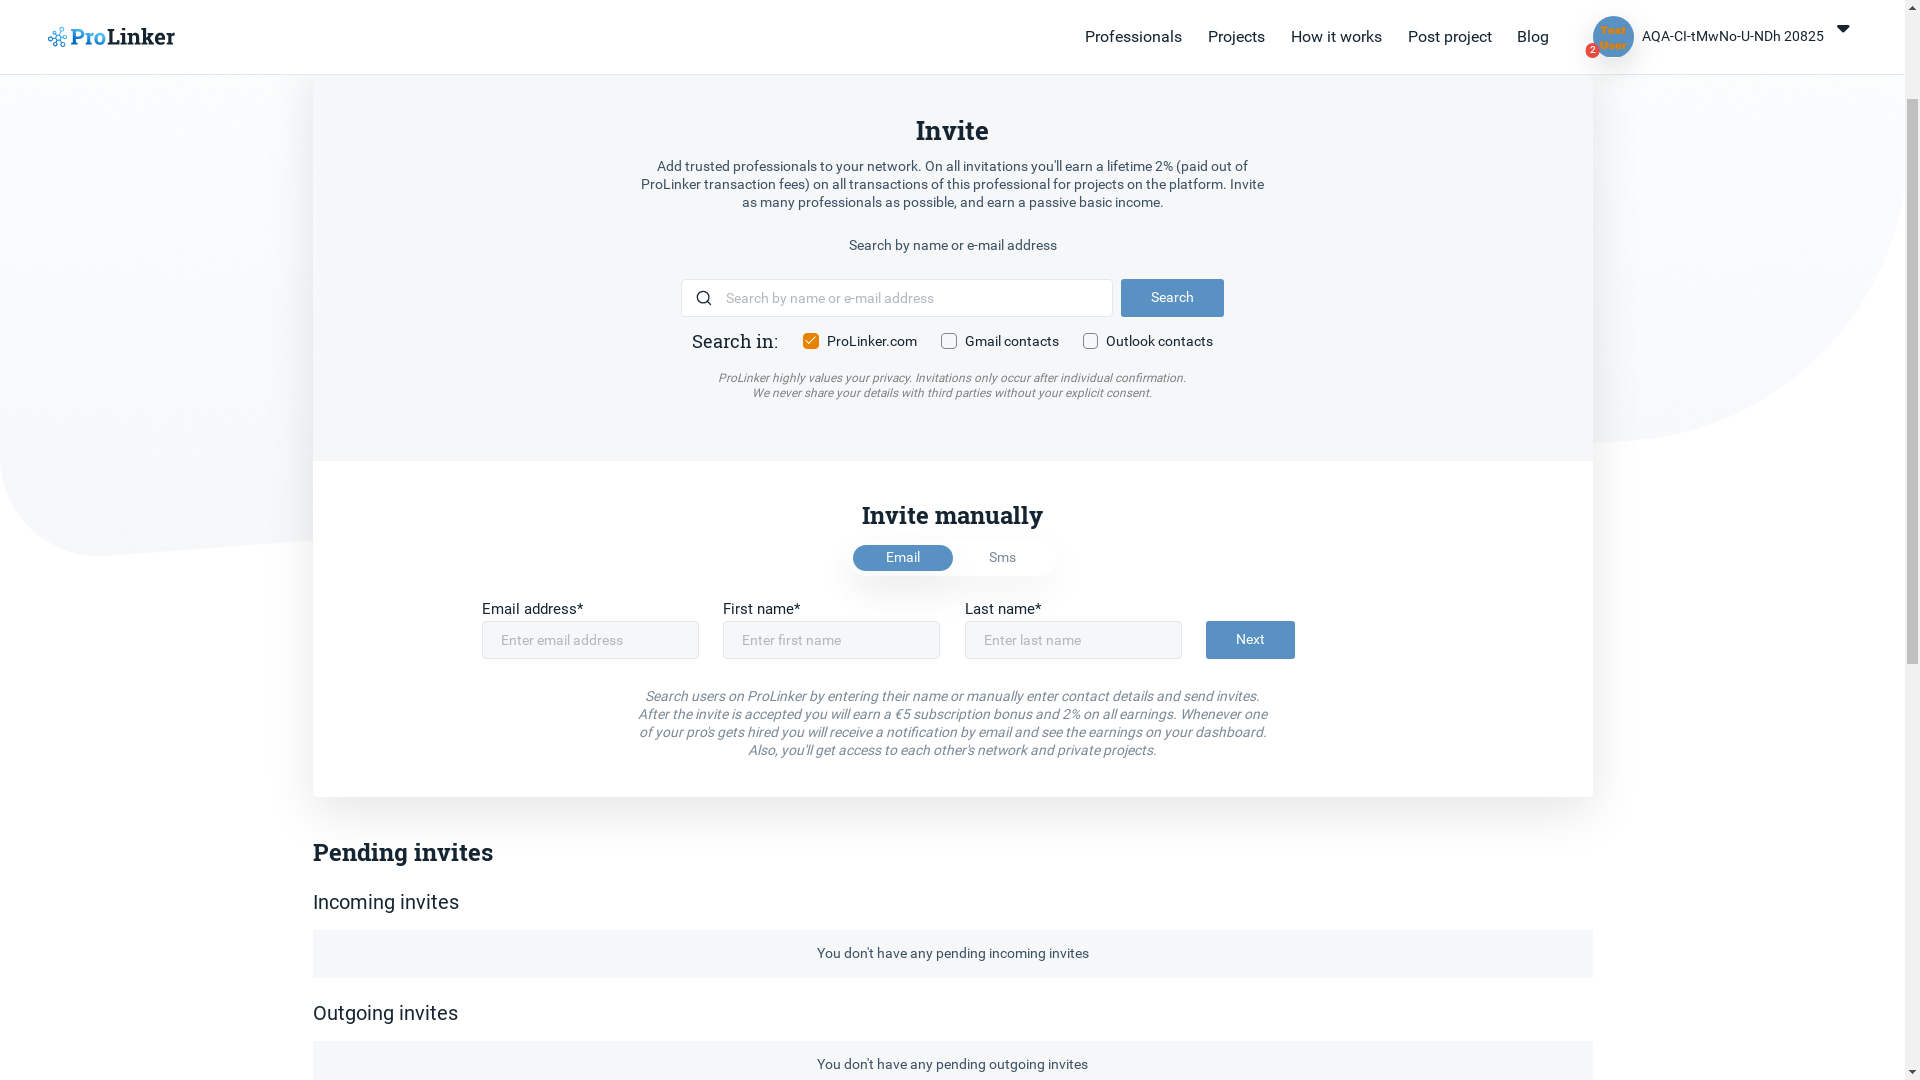 ProLinker
Professionals
Projects
How it works
Post project
Blog
Test
User
2
AQA-CI-tMwNo-U-NDh 20825
Invite
Add trusted professionals to your network. On all invitations you'll earn a lifetime 2% (paid out of
ProLinker transaction fees) on all transactions of this professional for projects on the platform. Invite
as many professionals as possible, and earn a passive basic income.
Search by name or e-mail address
Search by name or e-mail address
Search
Search in:
ProLinker.com
Gmail contacts
Outlook contacts
ProLinker highly values your privacy. Invitations only occur after individual confirmation.
We never share your details with third parties without your explicit consent.
Invite manually
Email
Sms
Email address*
First name*
Last name*
Enter email address
Enter first name
Enter last name
Next
Search users on ProLinker by entering their name or manually enter contact details and send invites.
After the invite is accepted you will earn a €5 subscription bonus and 2% on all earnings. Whenever one
of your pro's gets hired you will receive a notification by email and see the earnings on your dashboard.
Also, you'll get access to each other's network and private projects.
Pending invites
Incoming invites
You don't have any pending incoming invites
Outgoing invites
You don't have any pending outgoing invites